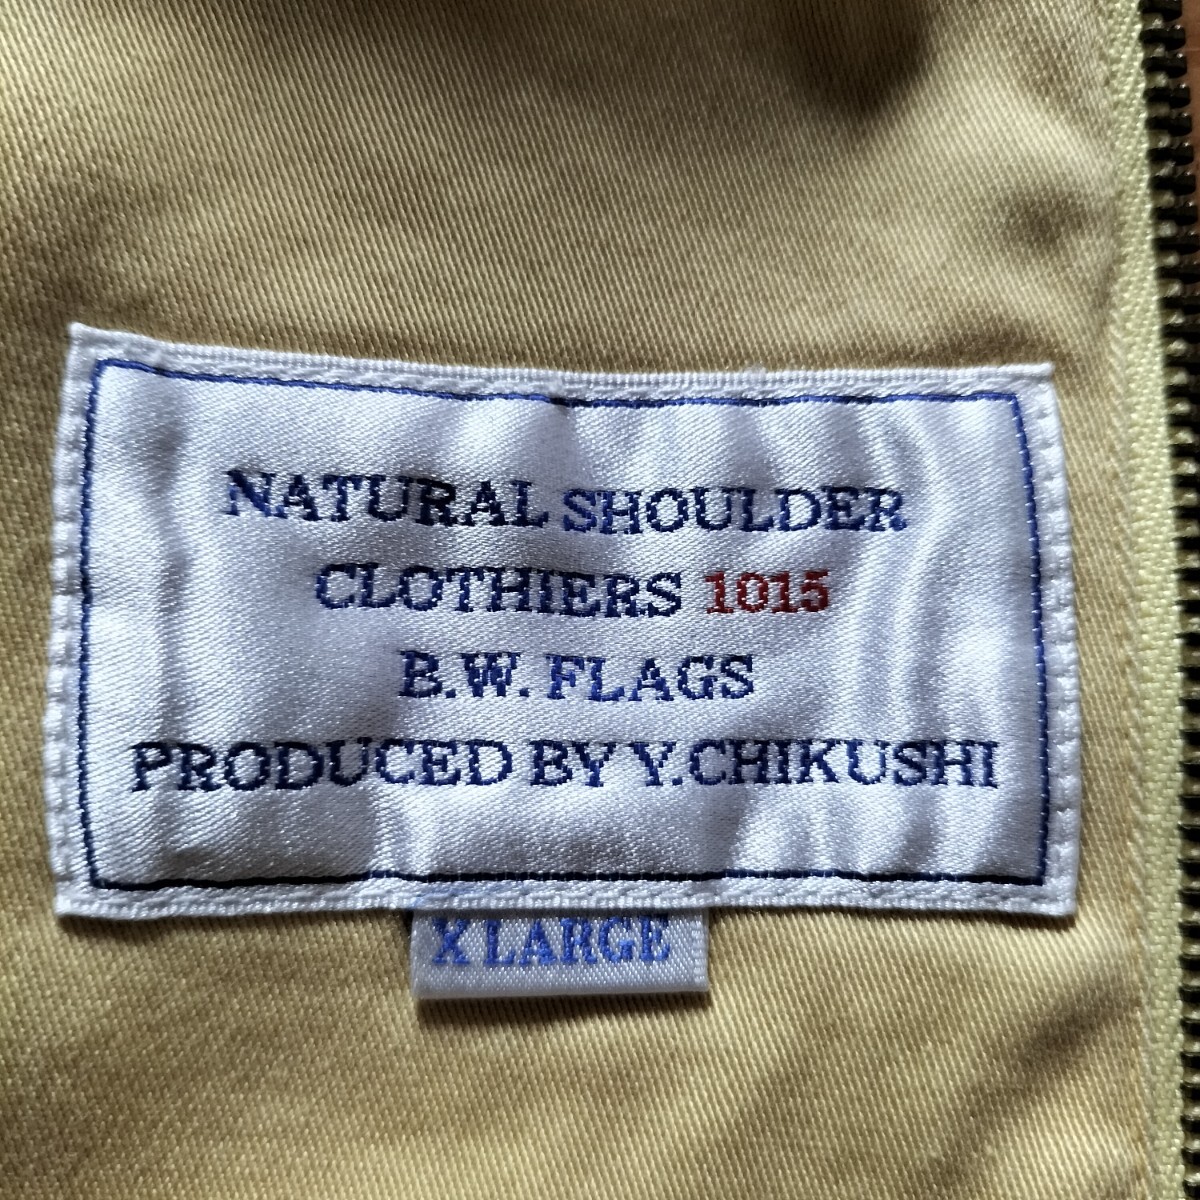 NATURAL SHOULDER
CLOTHIERS 1015
B.W. FLAGS
PRODUCED BY Y.CHIKUSHI
X LARGE